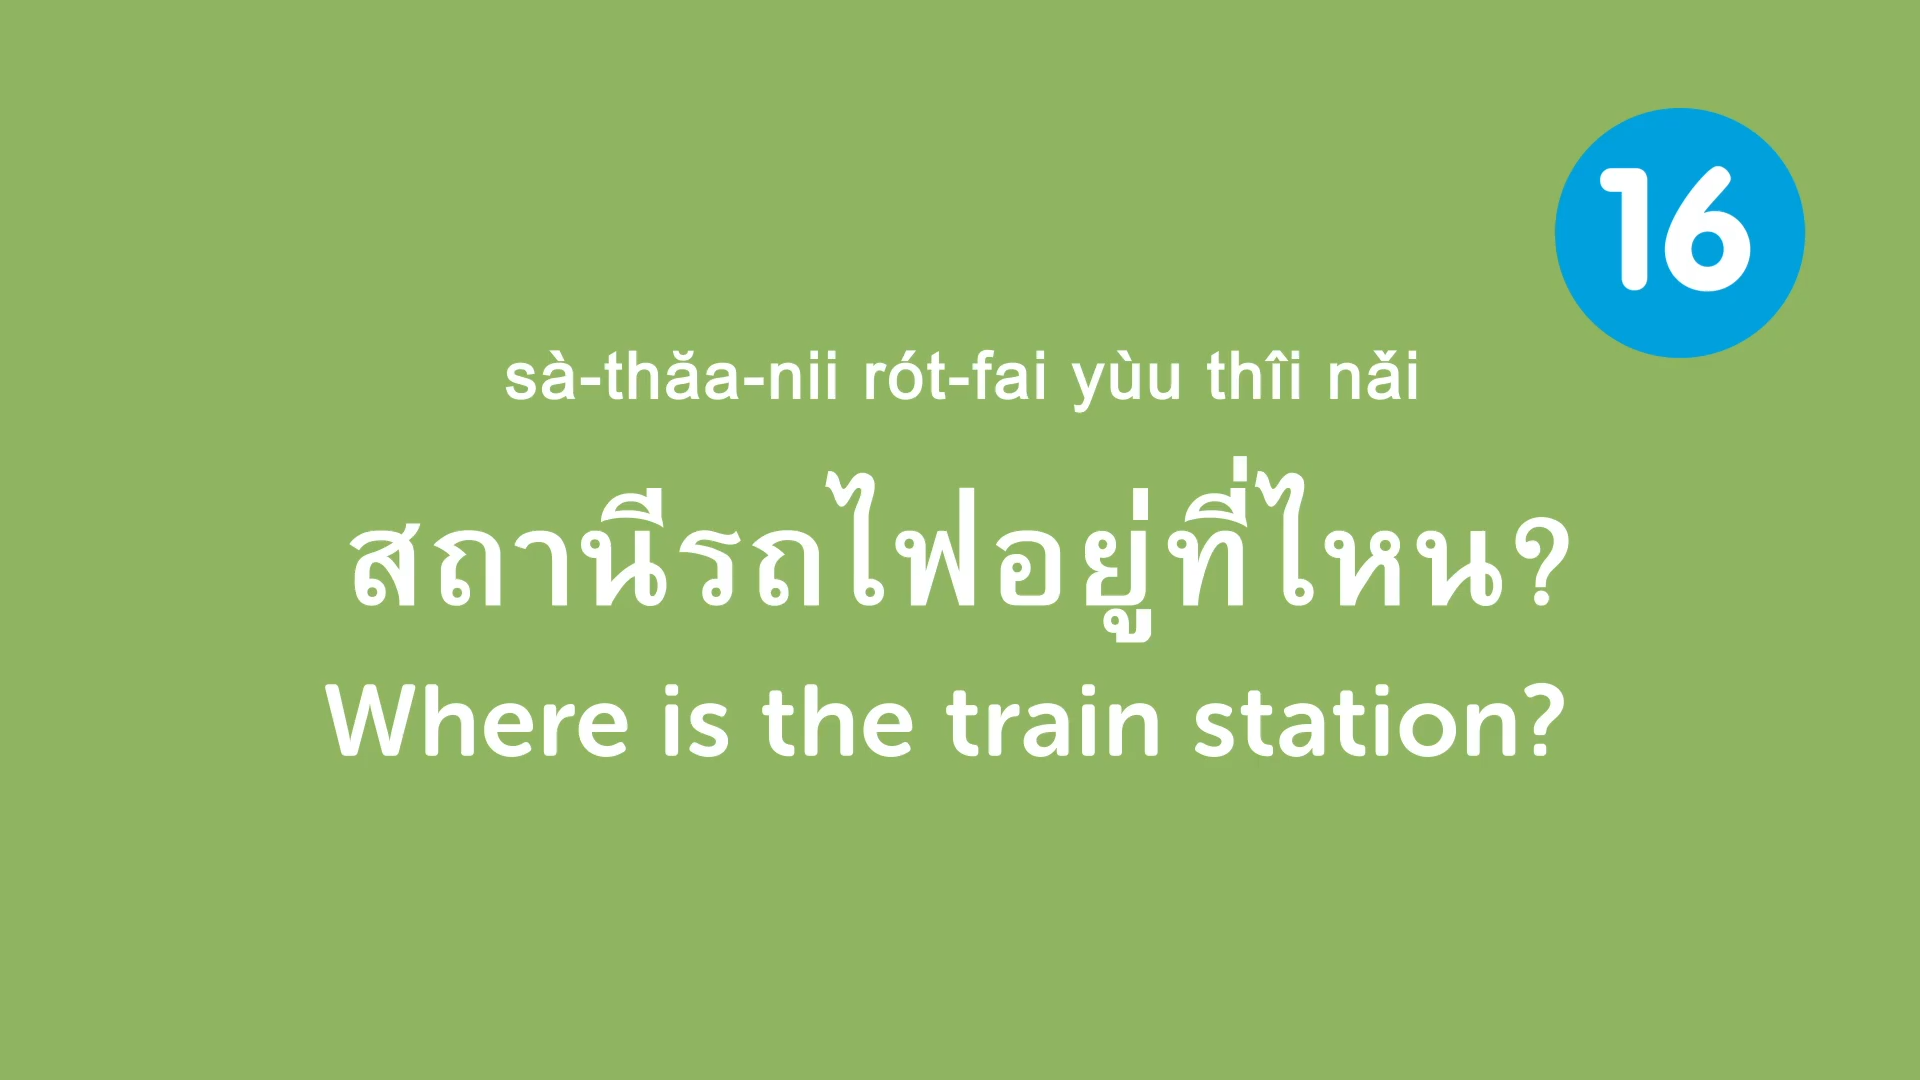 16
sà-thăa-nii rót-fai yùu thîi nǎi
สถานีรถไฟอยู่ที่ไหน?
Where is the train station?